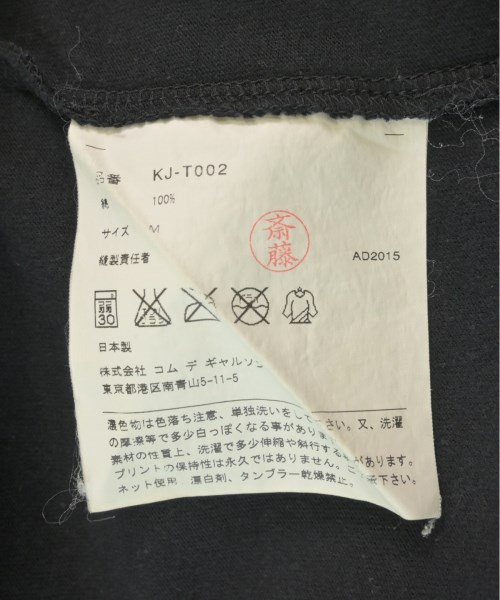 品番 KJ-T002
綿 100%
サイズ M
斎藤
縫製責任者 AD2015
30
日本製
株式会社 コム デ ギャルソン
東京都港区南青山5-11-5
濃色物は色落ち注意、単独洗いをして下さい。又、洗濯
の摩擦等で多少白っぽくなる事があります。
素材の性質上、洗濯で多少伸縮や斜行する事があります。
プリントの保持性は永久ではありません。
ネット使用 漂白剤、タンブラー乾燥禁止 下さい。